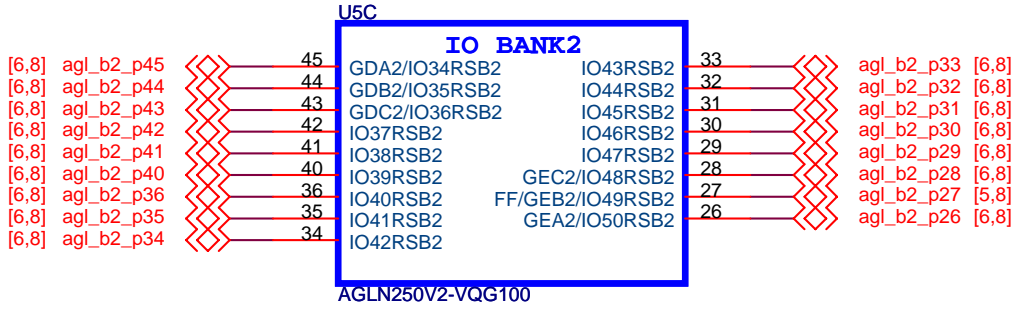 U5C
IO BANK2
[6,8] agl_b2_p45 45 GDA2/IO34RSB2 IO43RSB2 33 agl_b2_p33 [6,8]
[6,8] agl_b2_p44 44 GDB2/IO35RSB2 IO44RSB2 32 agl_b2_p32 [6,8]
[6,8] agl_b2_p43 43 GDC2/IO36RSB2 IO45RSB2 31 agl_b2_p31 [6,8]
[6,8] agl_b2_p42 42 IO37RSB2 IO46RSB2 30 agl_b2_p30 [6,8]
[6,8] agl_b2_p41 41 IO38RSB2 IO47RSB2 29 agl_b2_p29 [6,8]
[6,8] agl_b2_p40 40 IO39RSB2 GEC2/IO48RSB2 28 agl_b2_p28 [6,8]
[6,8] agl_b2_p36 36 IO40RSB2 FF/GEB2/IO49RSB2 27 agl_b2_p27 [5,8]
[6,8] agl_b2_p35 35 IO41RSB2 GEA2/IO50RSB2 26 agl_b2_p26 [6,8]
[6,8] agl_b2_p34 34 IO42RSB2
AGLN250V2-VQG100